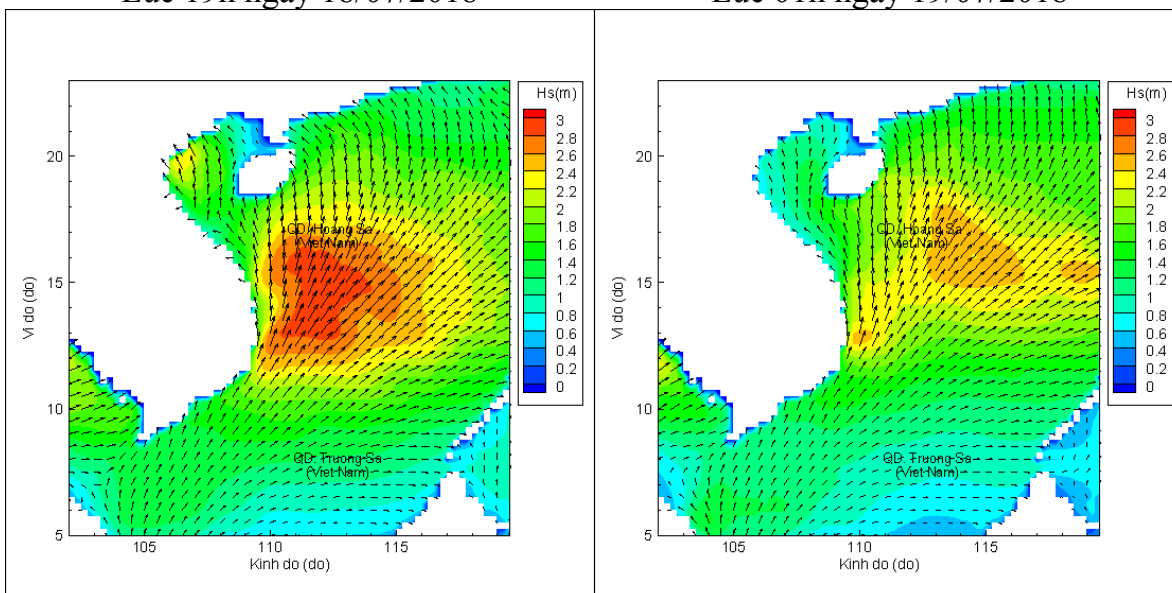 Lúc 19h ngày 18/07/2018
Hs(m)
3
2.8
2.6
2.4
2.2
2
1.8
1.6
1.4
1.2
1
0.8
0.6
0.4
0.2
0
20
15
10
5
Vi do (do)
QD. Hoang Sa
(Viet Nam)
QD. Truong Sa
(Viet Nam)
105
110
115
Kinh do (do)
Lúc 01h ngày 19/07/2018
Hs(m)
3
2.8
2.6
2.4
2.2
2
1.8
1.6
1.4
1.2
1
0.8
0.6
0.4
0.2
0
20
15
10
5
Vi do (do)
QD. Hoang Sa
(Viet Nam)
QD. Truong Sa
(Viet Nam)
105
110
115
Kinh do (do)